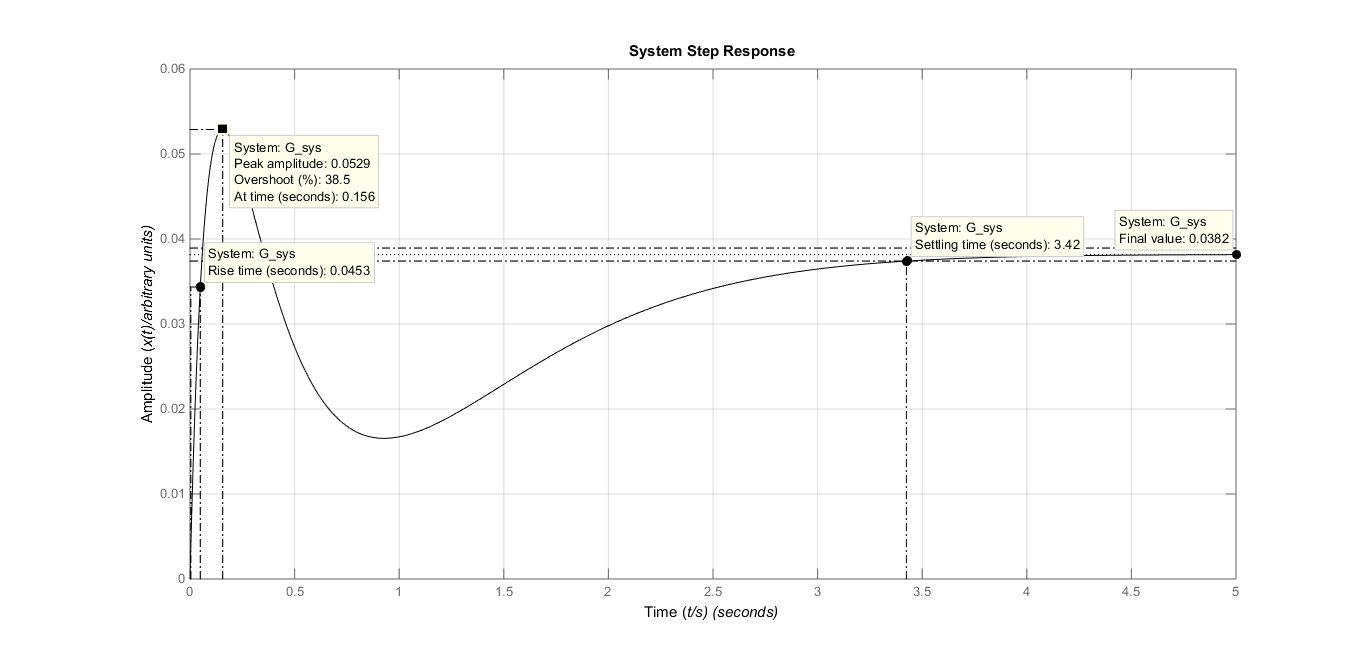 System Step Response
0.06
0.05
0.04
0.03
0.02
0.01
0
Amplitude (x(t)/arbitrary units)
System: G_sys
Peak amplitude: 0.0529
Overshoot (%): 38.5
At time (seconds): 0.156
System: G_sys
Rise time (seconds): 0.0453
System: G_sys
Settling time (seconds): 3.42
System: G_sys
Final value: 0.0382
0 0.5 1 1.5 2 2.5 3 3.5 4 4.5 5
Time (t/s) (seconds)